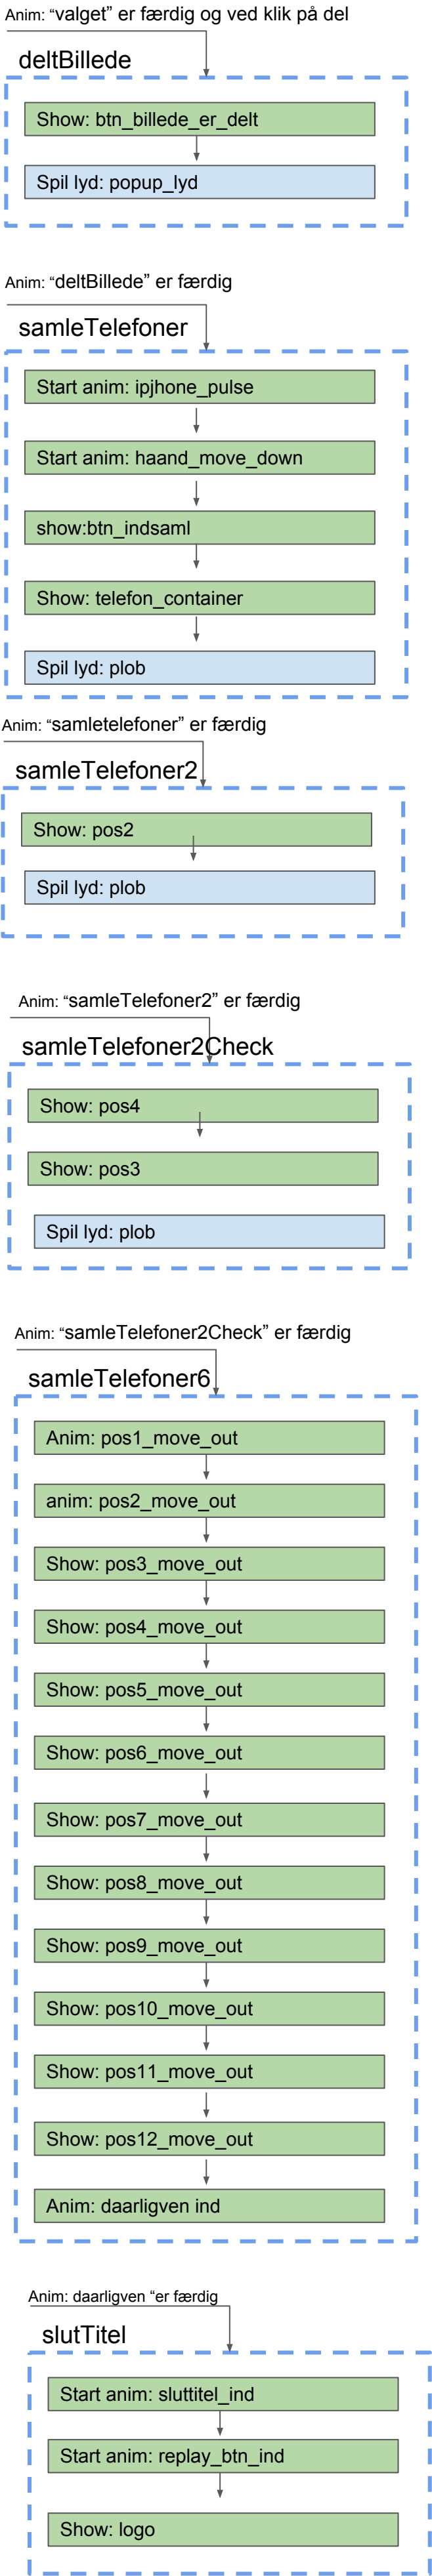 Anim: “valget” er færdig og ved klik på del
deltBillede
Show: btn_billede_er_delt
Spil lyd: popup_lyd
Anim: “deltBillede” er færdig
samleTelefoner
Start anim: ipjhone_pulse
Start anim: haand_move_down
show:btn_indsaml
Show: telefon_container
Spil lyd: plob
Anim: “samletelefoner” er færdig
samleTelefoner2
Show: pos2
Spil lyd: plob
Anim: “samleTelefoner2” er færdig
samleTelefoner2Check
Show: pos4
Show: pos3
Spil lyd: plob
Anim: “samleTelefoner2Check” er færdig
samleTelefoner6
Anim: pos1_move_out
anim: pos2_move_out
Show: pos3_move_out
Show: pos4_move_out
Show: pos5_move_out
Show: pos6_move_out
Show: pos7_move_out
Show: pos8_move_out
Show: pos9_move_out
Show: pos10_move_out
Show: pos11_move_out
Show: pos12_move_out
Anim: daarligven ind
Anim: daarligven “er færdig
slutTitel
Start anim: sluttitel_ind
Start anim: replay_btn_ind
Show: logo